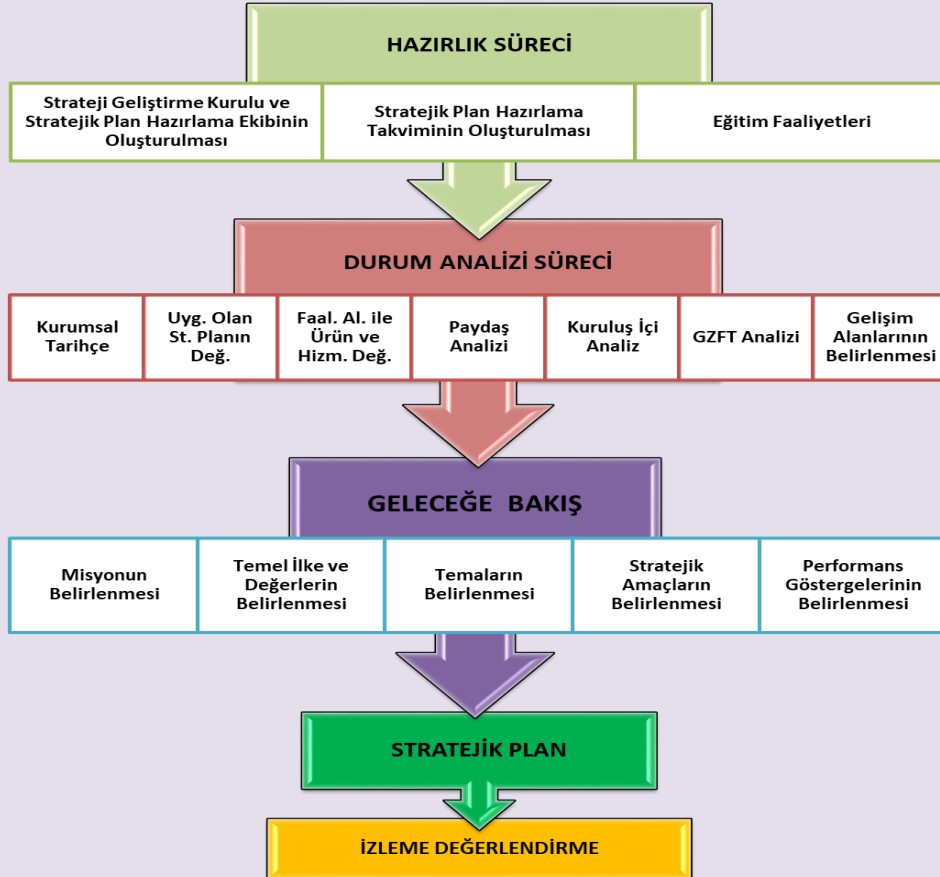 HAZIRLIK SÜRECİ
Strateji Geliştirme Kurulu ve
Stratejik Plan Hazırlama Ekibinin
Oluşturulması
Stratejik Plan Hazırlama
Takviminin Oluşturulması
Eğitim Faaliyetleri
DURUM ANALİZİ SÜRECİ
Kurumsal
Tarihçe
Uyg. Olan
St. Planın
Değ.
Faal. Al. ile
Ürün ve
Hizm. Değ.
Paydaş
Analizi
Kuruluş İçi
Analiz
GZFT Analizi
Gelişim
Alanlarının
Belirlenmesi
GELECEĞE BAKIŞ
Misyonun
Belirlenmesi
Temel İlke ve
Değerlerin
Belirlenmesi
Temaların
Belirlenmesi
Stratejik
Amaçların
Belirlenmesi
Performans
Göstergelerinin
Belirlenmesi
STRATEJİK PLAN
İZLEME DEĞERLENDİRME